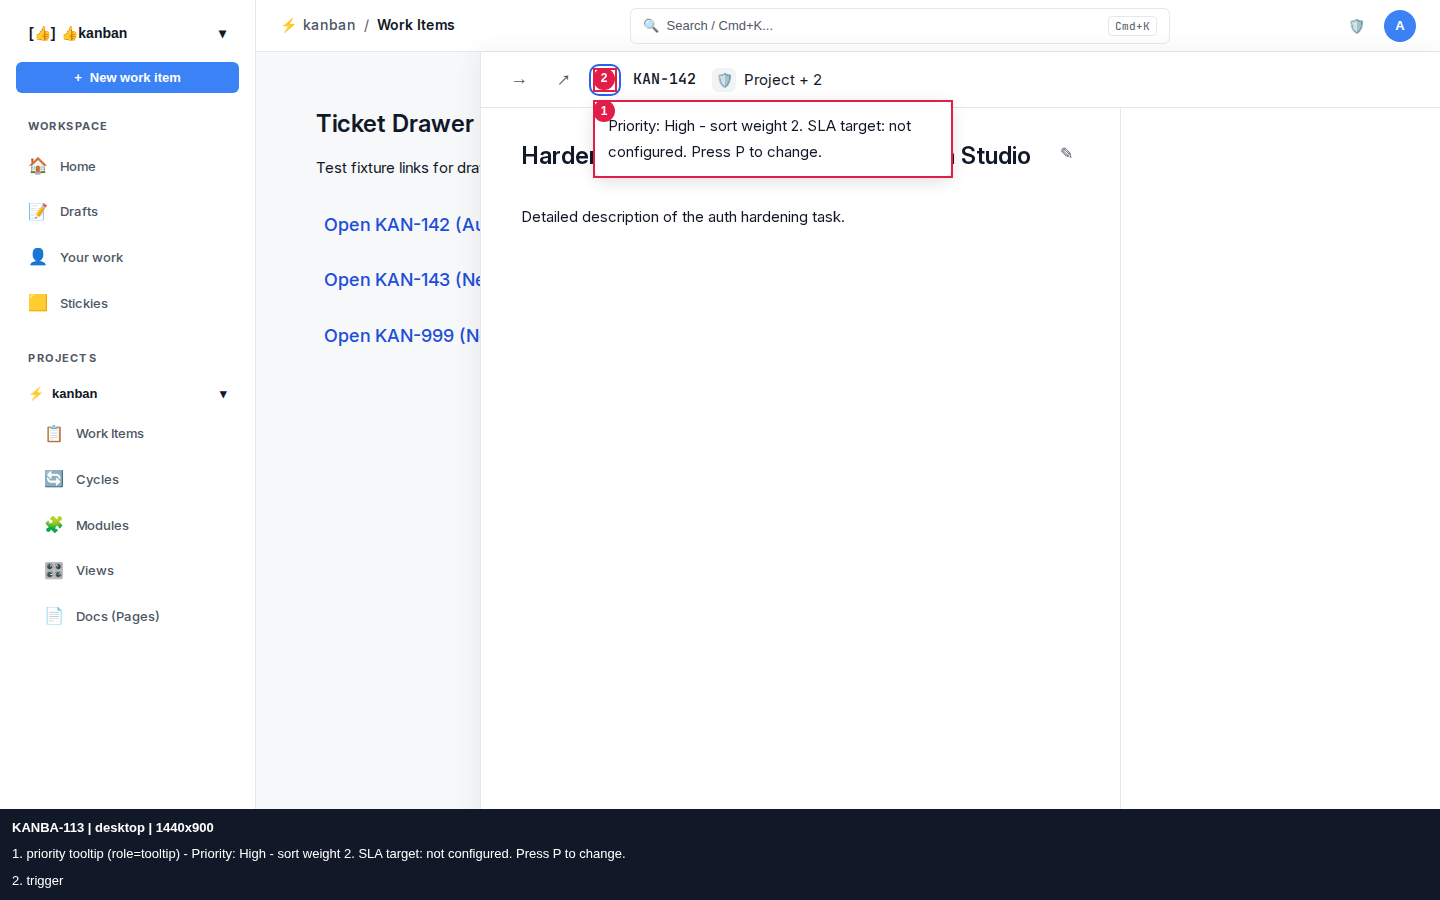 [👍] 👍kanban ▼
+ New work item
WORKSPACE
🏠 Home
📝 Drafts
👤 Your work
🟨 Stickies
PROJECTS
⚡ kanban ▼
📋 Work Items
🔄 Cycles
🧩 Modules
🎛️ Views
📄 Docs (Pages)
⚡ kanban / Work Items
🔍 Search / Cmd+K...
Cmd+K
🛡️ A
Ticket Drawer
Test fixture links for
Open KAN-142
Open KAN-143
Open KAN-999
→ ↗ 2 KAN-142 🛡️ Project + 2
1
Priority: High - sort weight 2. SLA target: not
configured. Press P to change.
Studio ✎
Detailed description of the auth hardening task.
KANBA-113 | desktop | 1440x900
1. priority tooltip (role=tooltip) - Priority: High - sort weight 2. SLA target: not configured. Press P to change.
2. trigger